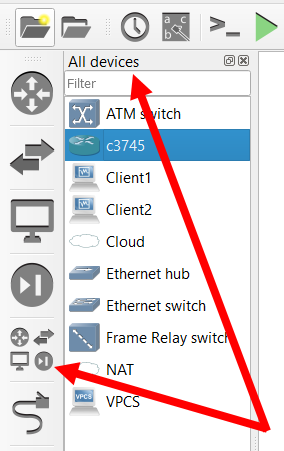 All devices
Filter
ATM switch
c3745
Client1
Client2
Cloud
Ethernet hub
Ethernet switch
Frame Relay switch
NAT
VPCS